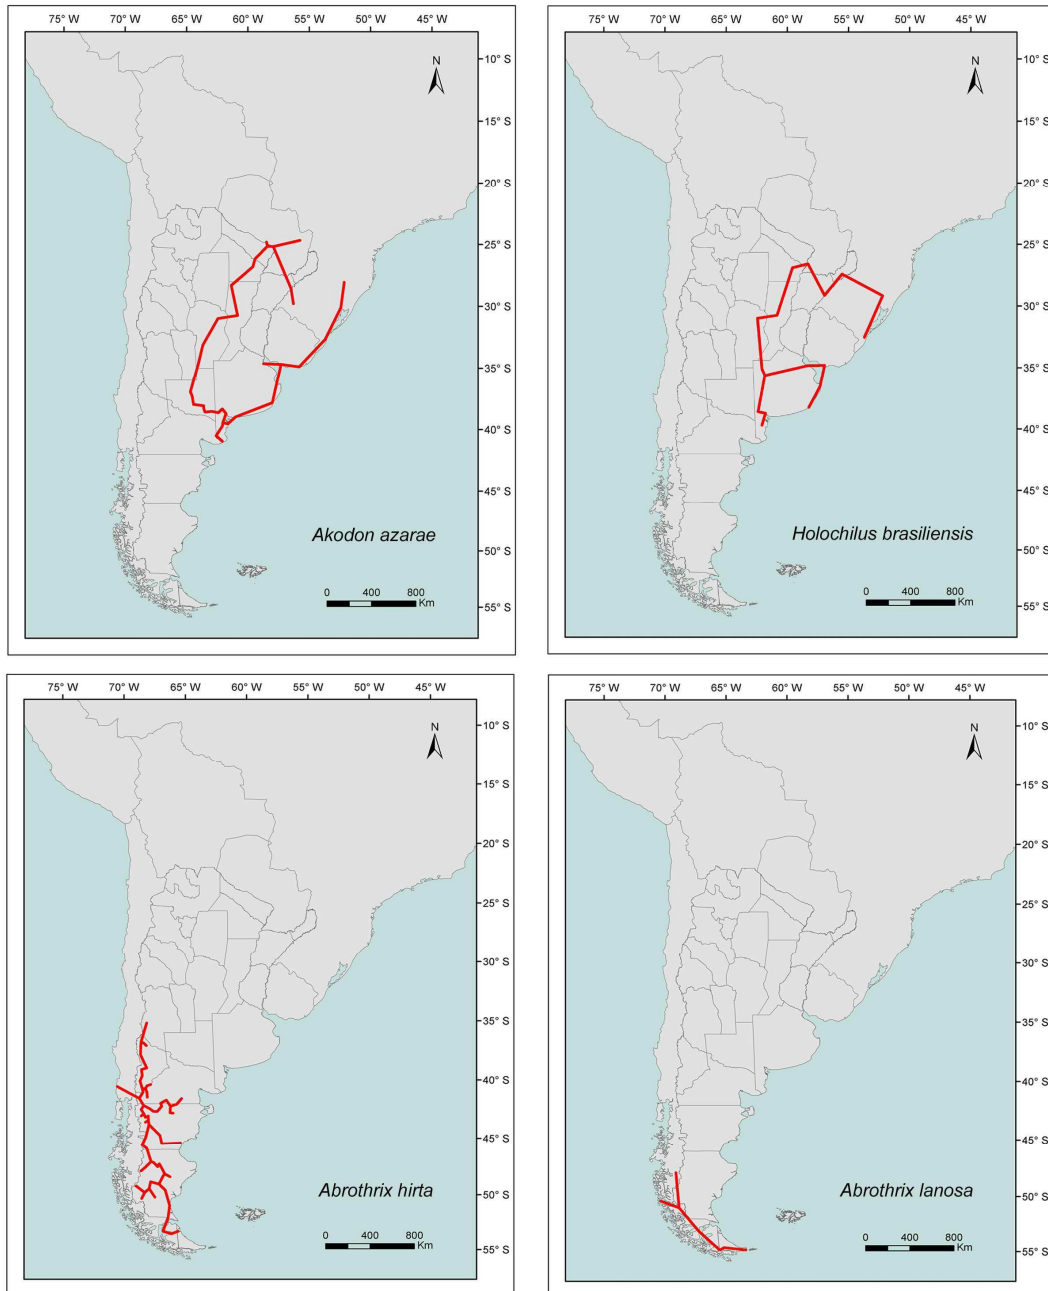 75° W 70° W 65° W 60° W 55° W 50° W 45° W
N
10° S
15° S
20° S
25° S
30° S
35° S
40° S
45° S
50° S
55° S
Akodon azarae
0 400 800
Km
75° W 70° W 65° W 60° W 55° W 50° W 45° W
N
10° S
15° S
20° S
25° S
30° S
35° S
40° S
45° S
50° S
55° S
Holochilus brasiliensis
0 400 800
Km
75° W 70° W 65° W 60° W 55° W 50° W 45° W
N
10° S
15° S
20° S
25° S
30° S
35° S
40° S
45° S
50° S
55° S
Abrothrix hirta
0 400 800
Km
75° W 70° W 65° W 60° W 55° W 50° W 45° W
N
10° S
15° S
20° S
25° S
30° S
35° S
40° S
45° S
50° S
55° S
Abrothrix lanosa
0 400 800
Km